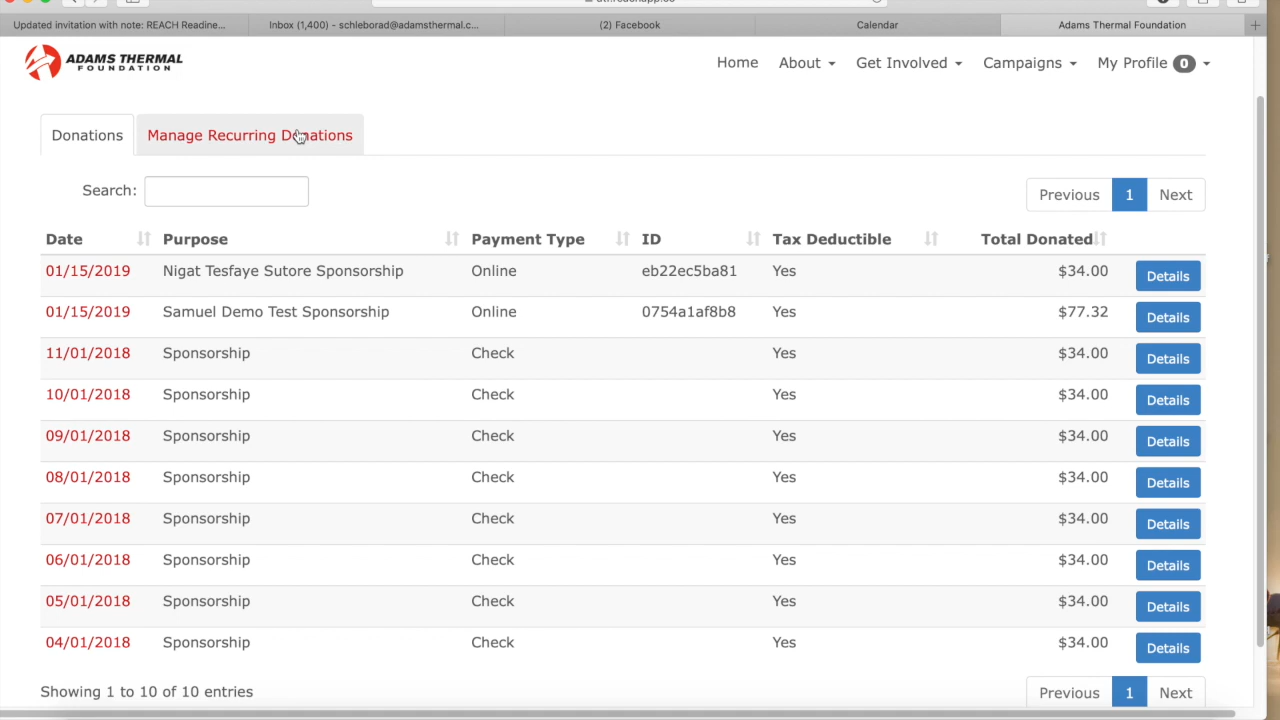 Updated invitation with note: REACH Readine...
Inbox (1,400) - schleborad@adamsthermal.c...
(2) Facebook
Calendar
Adams Thermal Foundation
ADAMS THERMAL
FOUNDATION
Home About Get Involved Campaigns My Profile 0
Donations Manage Recurring Donations
Search:
Previous 1 Next
Date Purpose Payment Type ID Tax Deductible Total Donated
01/15/2019 Nigat Tesfaye Sutore Sponsorship Online eb22ec5ba81 Yes $34.00 Details
01/15/2019 Samuel Demo Test Sponsorship Online 0754a1af8b8 Yes $77.32 Details
11/01/2018 Sponsorship Check Yes $34.00 Details
10/01/2018 Sponsorship Check Yes $34.00 Details
09/01/2018 Sponsorship Check Yes $34.00 Details
08/01/2018 Sponsorship Check Yes $34.00 Details
07/01/2018 Sponsorship Check Yes $34.00 Details
06/01/2018 Sponsorship Check Yes $34.00 Details
05/01/2018 Sponsorship Check Yes $34.00 Details
04/01/2018 Sponsorship Check Yes $34.00 Details
Showing 1 to 10 of 10 entries
Previous 1 Next